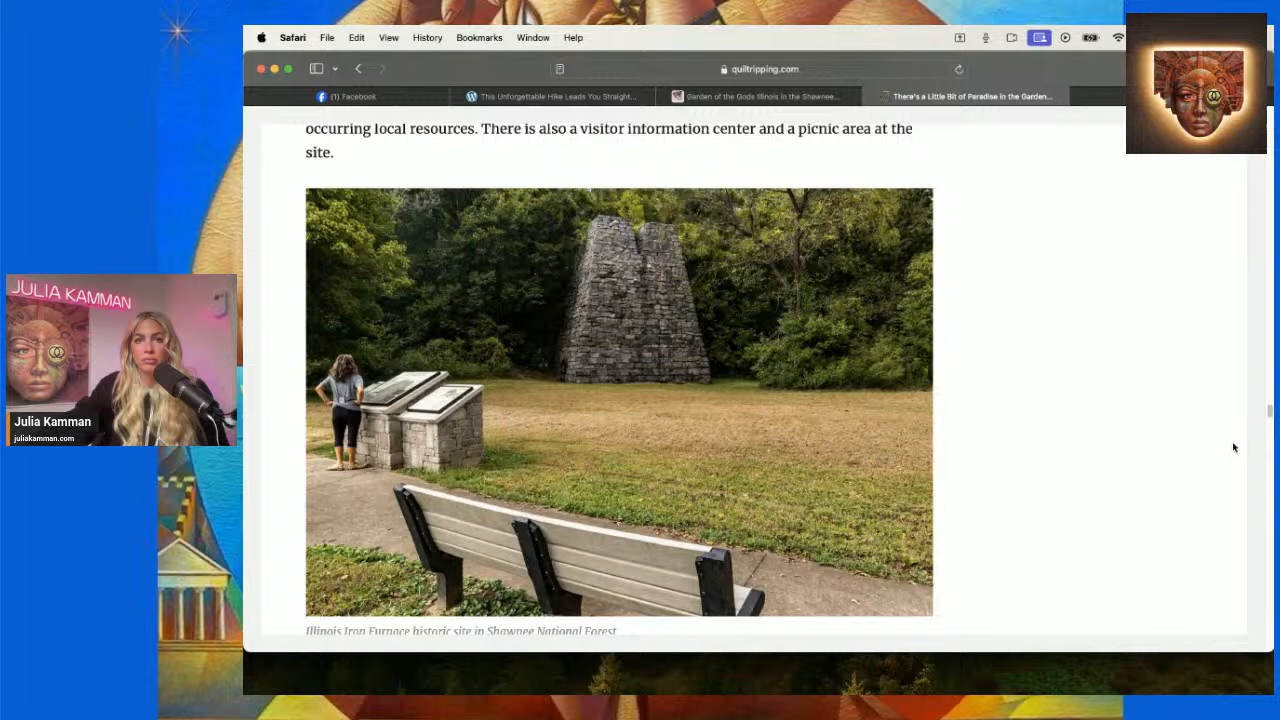 Safari File Edit View History Bookmarks Window Help
quiltripping.com
(1) Facebook
This Unforgettable Hike Leads You Straight...
Garden of the Gods Illinois in the Shawnee...
There's a Little Bit of Paradise in the Garden...
occurring local resources. There is also a visitor information center and a picnic area at the
site.
JULIA KAMMAN
Julia Kamman
juliakamman.com
Illinois Iron Furnace historic site in Shawnee National Forest